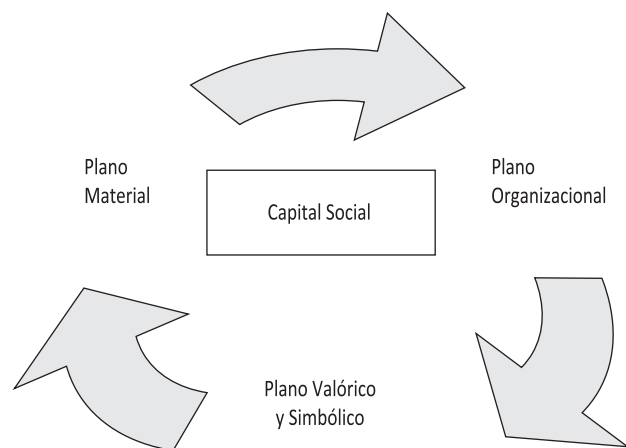 Plano
Material
Capital Social
Plano
Organizacional
Plano Valórico
y Simbólico